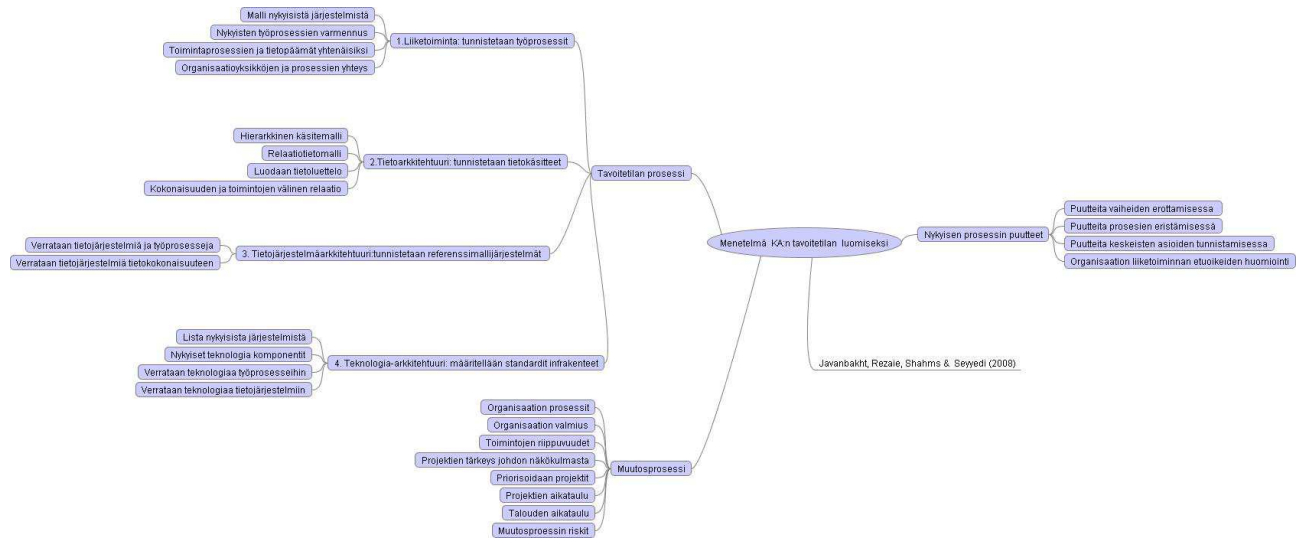 Malli nykyisistä järjestelmistä
Nykyisten työprosessien varmennus
Toimintaprosessien ja tietopäämät yhtenäisiksi
Organisaatioyksikköjen ja prosessien yhteys
1.Liiketoiminta: tunnistetaan työprosessit
Hierarkkinen käsitemalli
Relaatiotietomalli
Luodaan tietoluettelo
Kokonaisuuden ja toimintojen välinen relaatio
2.Tietoarkkitehtuuri: tunnistetaan tietokäsitteet
Verrataan tietojärjestelmiä ja työprosesseja
Verrataan tietojärjestelmiä tietokokonaisuuteen
3. Tietojärjestelmäarkkitehtuuri:tunnistetaan referenssimallijärjestelmät
Lista nykyisista järjestelmistä
Nykyiset teknologia komponentit
Verrataan teknologiaa työprosesseihin
Verrataan teknologiaa tietojärjestelmiin
4. Teknologia-arkkitehtuuri: määritellään standardit infrakenteet
Tavoitetilan prosessi
Organisaation prosessit
Organisaation valmius
Toimintojen riippuvuudet
Projektien tärkeys johdon näkökulmasta
Priorisoidaan projektit
Projektien aikataulu
Talouden aikataulu
Muutosproessin riskit
Muutosprosessi
Menetelmä KA:n tavoitetilan luomiseksi
Nykyisen prosessin puutteet
Puutteita vaiheiden erottamisessa
Puutteita prosesien eristämisessä
Puutteita keskeisten asioiden tunnistamisessa
Organisaation liiketoiminnan etuoikeiden huomiointi
Javanbakht, Rezaie, Shahms & Seyyedi (2008)